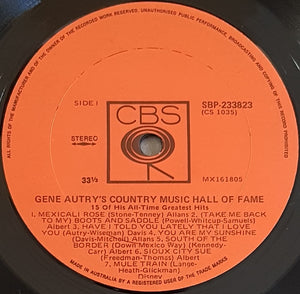 UNAUTHORISED PUBLIC PERFORMANCE, BROADCASTING AND COPYING OF THIS RECORD PROHIBITED
ALL RIGHTS OF THE MANUFACTURER AND OF THE OWNER OF THE RECORDED WORK RESERVED.
CBS
SIDE I
SBP-233823
(CS 1035)
STEREO
33⅓
MX161805
GENE AUTRY'S COUNTRY MUSIC HALL OF FAME
15 Of His All-Time Greatest Hits
1. MEXICALI ROSE (Stone-Tenney) Allans 2. (TAKE ME BACK
TO MY) BOOTS AND SADDLE (Powell-Whitcup-Samuels)
Albert 3. HAVE I TOLD YOU LATELY THAT I LOVE
YOU (Autry-Wiseman) Davis 4. YOU ARE MY SUNSHINE
(Davis-Mitchell) Allans 5. SOUTH OF THE
BORDER (Down Mexico Way) (Kennedy-
Carr) Albert 6. SIOUX CITY SUE
(Freedman-Thomas) Albert
7. MULE TRAIN (Lange-
Heath-Glickman)
Disney
MADE IN AUSTRALIA BY A REGISTERED USER OF THE TRADE MARKS